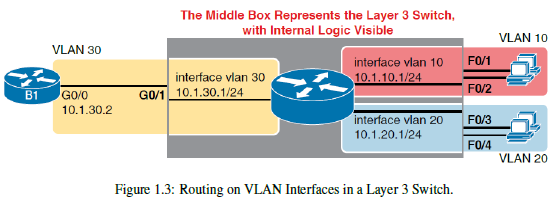 The Middle Box Represents the Layer 3 Switch,
with Internal Logic Visible
VLAN 10
VLAN 30
interface vlan 10
10.1.10.1/24
F0/1
F0/2
interface vlan 30
10.1.30.1/24
B1
G0/0
G0/1
10.1.30.2
interface vlan 20
10.1.20.1/24
F0/3
F0/4
VLAN 20
Figure 1.3: Routing on VLAN Interfaces in a Layer 3 Switch.